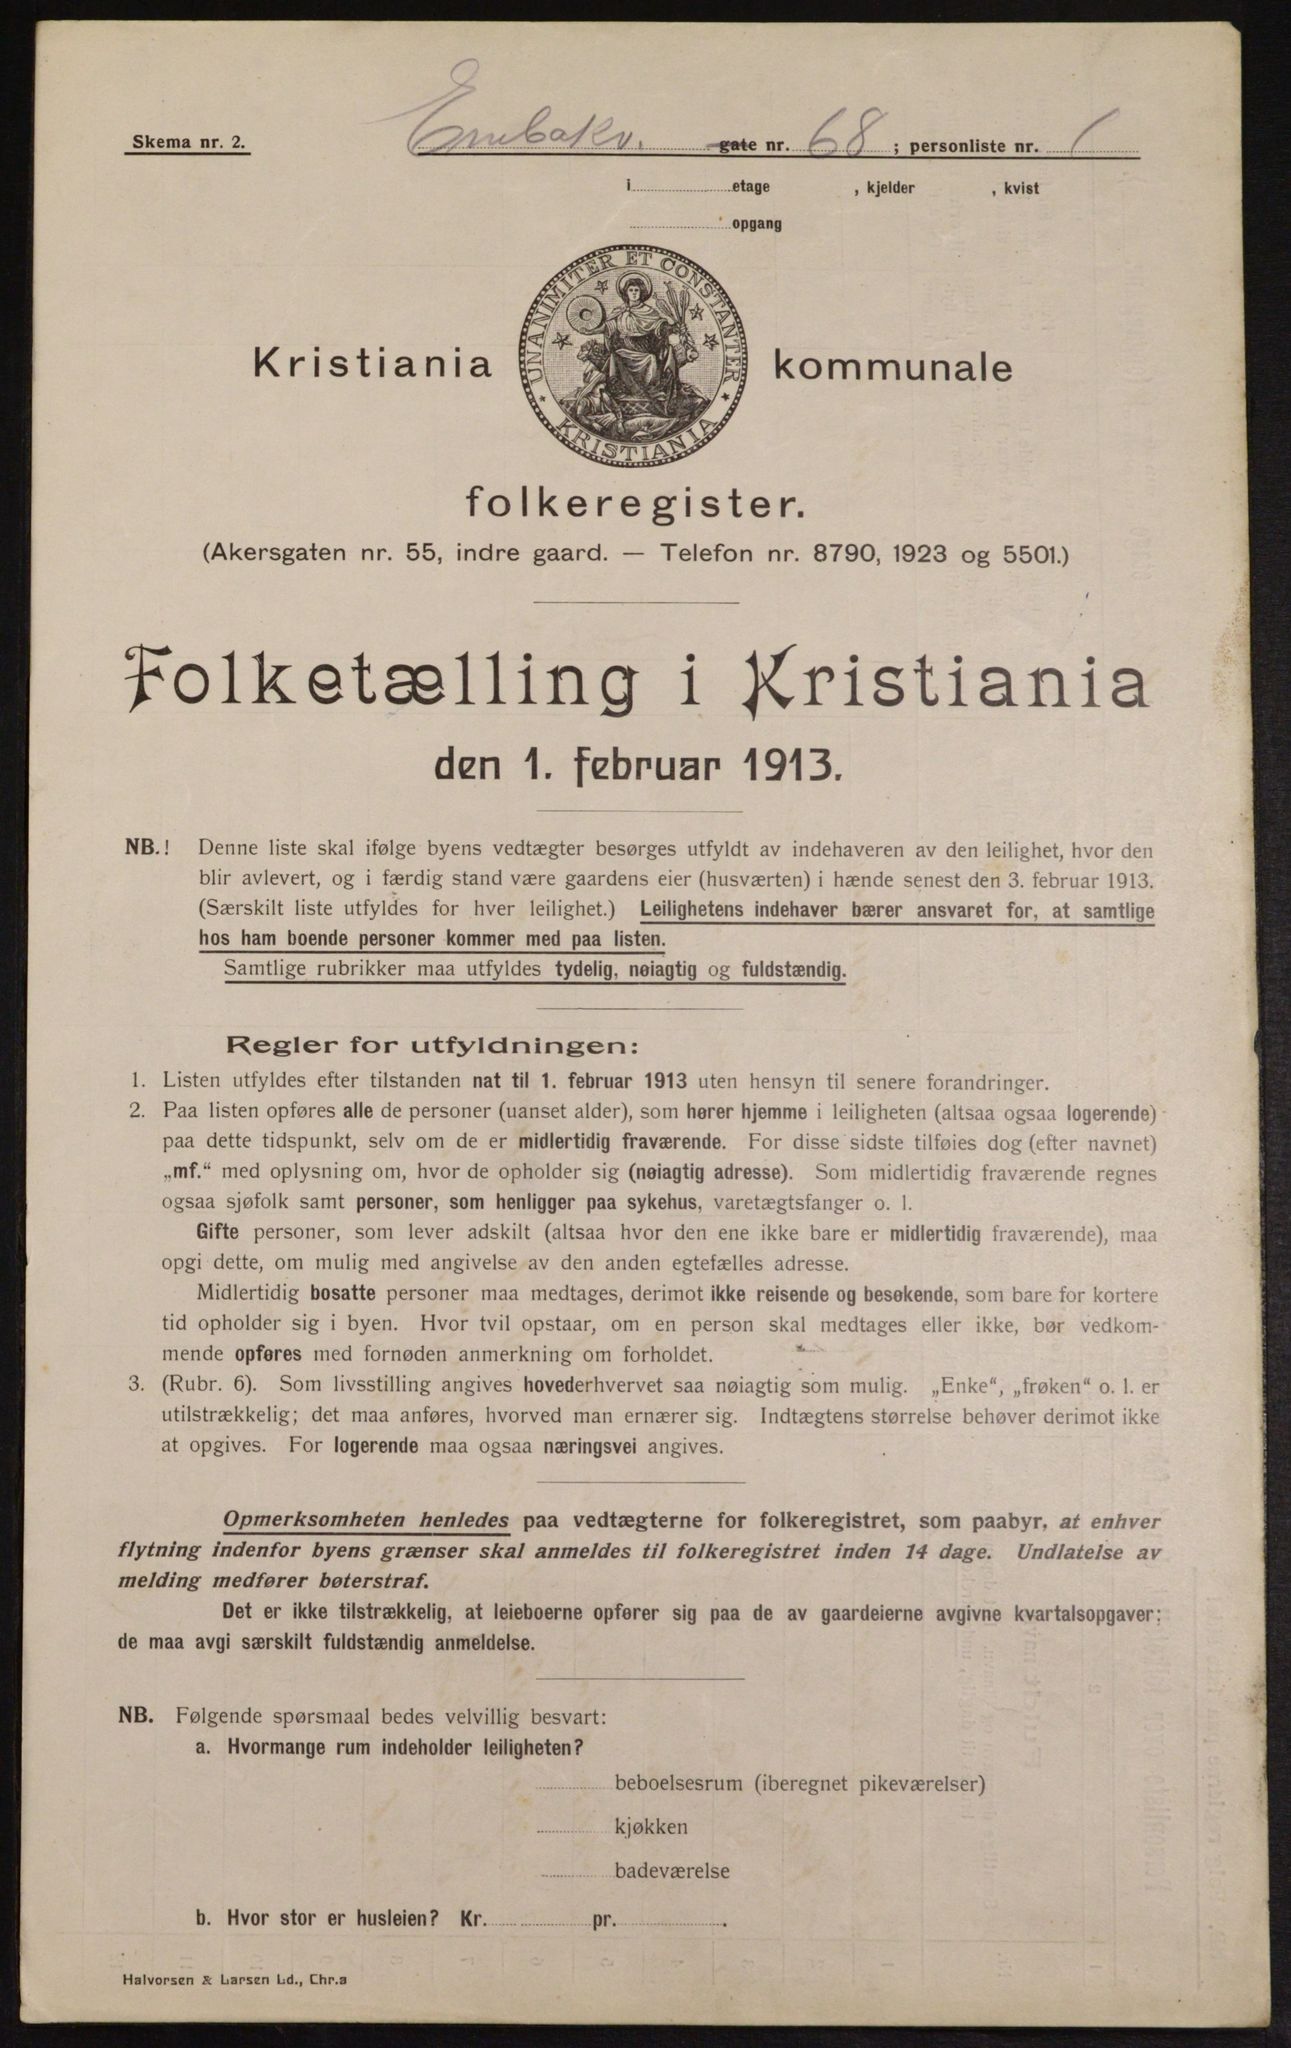 Skema nr. 2.
Enebakv. gate nr. 68 ; personliste nr. 1
i etage , kjelder , kvist
opgang
UNANIMITER ET CONSTANTER
KRISTIANIA
Kristiania kommunale
folkeregister.
(Akersgaten nr. 55, indre gaard. — Telefon nr. 8790, 1923 og 5501.)
Folketælling i Kristiania
den 1. februar 1913.
NB.! Denne liste skal ifølge byens vedtægter besørges utfyldt av indehaveren av den leilighet, hvor den
blir avlevert, og i færdig stand være gaardens eier (husværten) i hænde senest den 3. februar 1913.
(Særskilt liste utfyldes for hver leilighet.) Leilighetens indehaver bærer ansvaret for, at samtlige
hos ham boende personer kommer med paa listen.
Samtlige rubrikker maa utfyldes tydelig, nøiagtig og fuldstændig.
Regler for utfyldningen:
1. Listen utfyldes efter tilstanden nat til 1. februar 1913 uten hensyn til senere forandringer.
2. Paa listen opføres alle de personer (uanset alder), som hører hjemme i leiligheten (altsaa ogsaa logerende)
paa dette tidspunkt, selv om de er midlertidig fraværende. For disse sidste tilføies dog (efter navnet)
„mf.“ med oplysning om, hvor de opholder sig (nøiagtig adresse). Som midlertidig fraværende regnes
ogsaa sjøfolk samt personer, som henligger paa sykehus, varetægtsfanger o. l.
Gifte personer, som lever adskilt (altsaa hvor den ene ikke bare er midlertidig fraværende), maa
opgi dette, om mulig med angivelse av den anden egtefælles adresse.
Midlertidig bosatte personer maa medtages, derimot ikke reisende og besøkende, som bare for kortere
tid opholder sig i byen. Hvor tvil opstaar, om en person skal medtages eller ikke, bør vedkom-
mende opføres med fornøden anmerkning om forholdet.
3. (Rubr. 6). Som livsstilling angives hovederhvervet saa nøiagtig som mulig. „Enke“, „frøken“ o. l. er
utilstrækkelig; det maa anføres, hvorved man ernærer sig. Indtægtens størrelse behøver derimot ikke
at opgives. For logerende maa ogsaa næringsvei angives.
Opmerksomheten henledes paa vedtægterne for folkeregistret, som paabyr, at enhver
flytning indenfor byens grænser skal anmeldes til folkeregistret inden 14 dage. Undlatelse av
melding medfører bøterstraf.
Det er ikke tilstrækkelig, at leieboerne opfører sig paa de av gaardeierne avgivne kvartalsopgaver;
de maa avgi særskilt fuldstændig anmeldelse.
NB. Følgende spørsmaal bedes velvillig besvart:
a. Hvormange rum indeholder leiligheten?
beboelsesrum (iberegnet pikeværelser)
kjøkken
badeværelse
b. Hvor stor er husleien? Kr. pr. .
Halvorsen & Larsen Ld., Chr.a